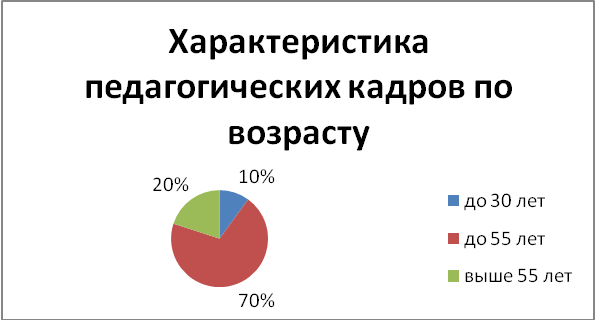 Характеристика
педагогических кадров по
возрасту
20%
10%
70%
до 30 лет
до 55 лет
выше 55 лет